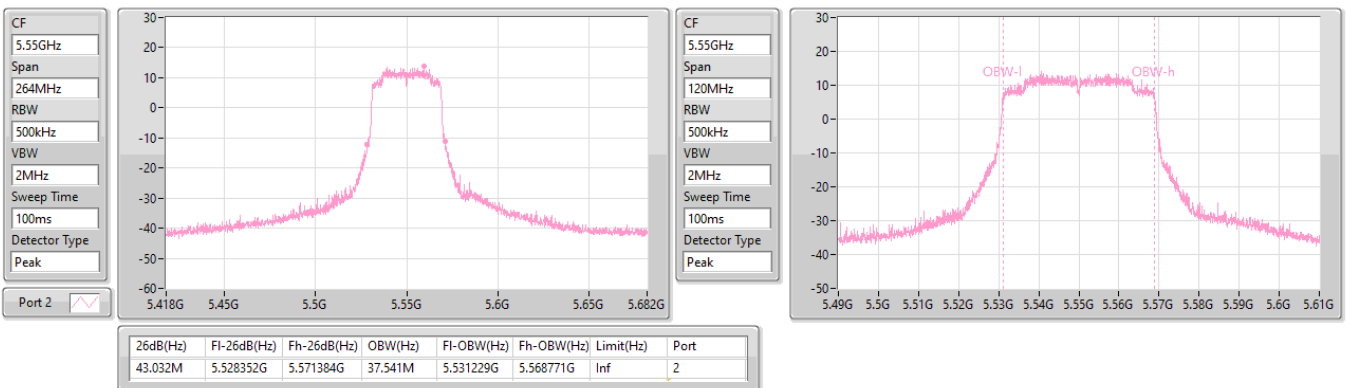 CF
5.55GHz
Span
264MHz
RBW
500kHz
VBW
2MHz
Sweep Time
100ms
Detector Type
Peak
Port 2
30
20
10
0
-10
-20
-30
-40
-50
-60
5.418G 5.45G 5.5G 5.55G 5.6G 5.65G 5.682G
CF
5.55GHz
Span
120MHz
RBW
500kHz
VBW
2MHz
Sweep Time
100ms
Detector Type
Peak
30
20
10
0
-10
-20
-30
-40
-50
OBW-l OBW-h
5.49G 5.5G 5.51G 5.52G 5.53G 5.54G 5.55G 5.56G 5.57G 5.58G 5.59G 5.6G 5.61G
26dB(Hz) Fl-26dB(Hz) Fh-26dB(Hz) OBW(Hz) Fl-OBW(Hz) Fh-OBW(Hz) Limit(Hz) Port
43.032M 5.528352G 5.571384G 37.541M 5.531229G 5.568771G Inf 2